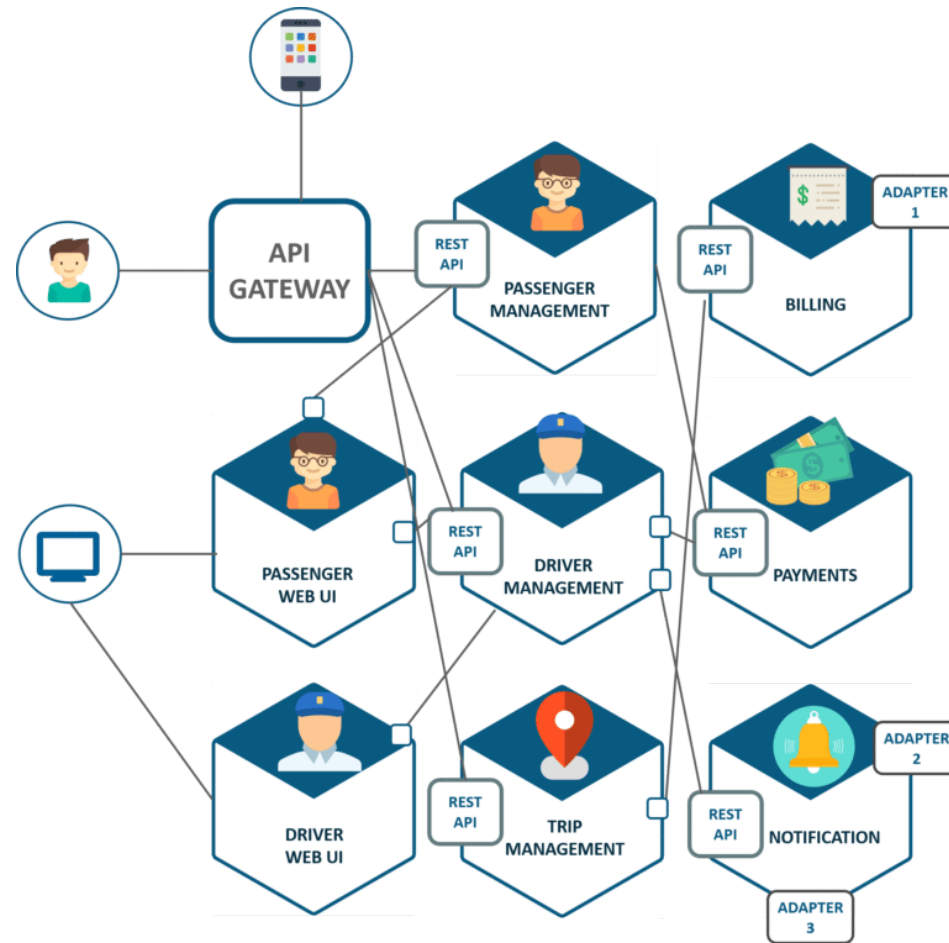 API
GATEWAY
REST
API
PASSENGER
MANAGEMENT
REST
API
BILLING
ADAPTER
1
PASSENGER
WEB UI
REST
API
DRIVER
MANAGEMENT
REST
API
PAYMENTS
DRIVER
WEB UI
REST
API
TRIP
MANAGEMENT
REST
API
NOTIFICATION
ADAPTER
2
ADAPTER
3